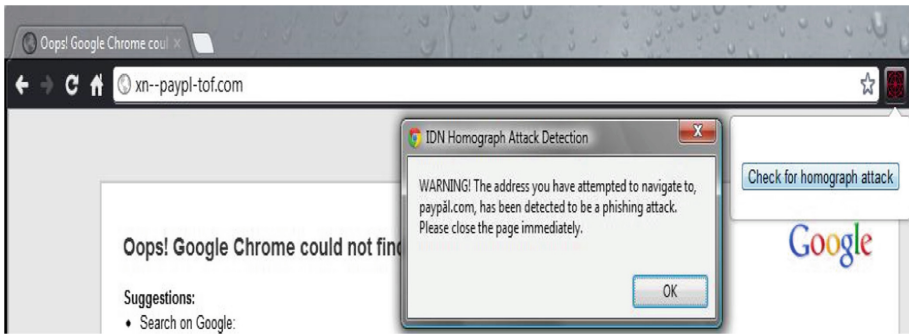 Oops! Google Chrome coul
xn--paypl-tof.com
IDN Homograph Attack Detection
WARNING! The address you have attempted to navigate to,
paypǎl.com, has been detected to be a phishing attack.
Please close the page immediately.
OK
Check for homograph attack
Oops! Google Chrome could not find
Google
Suggestions:
• Search on Google: